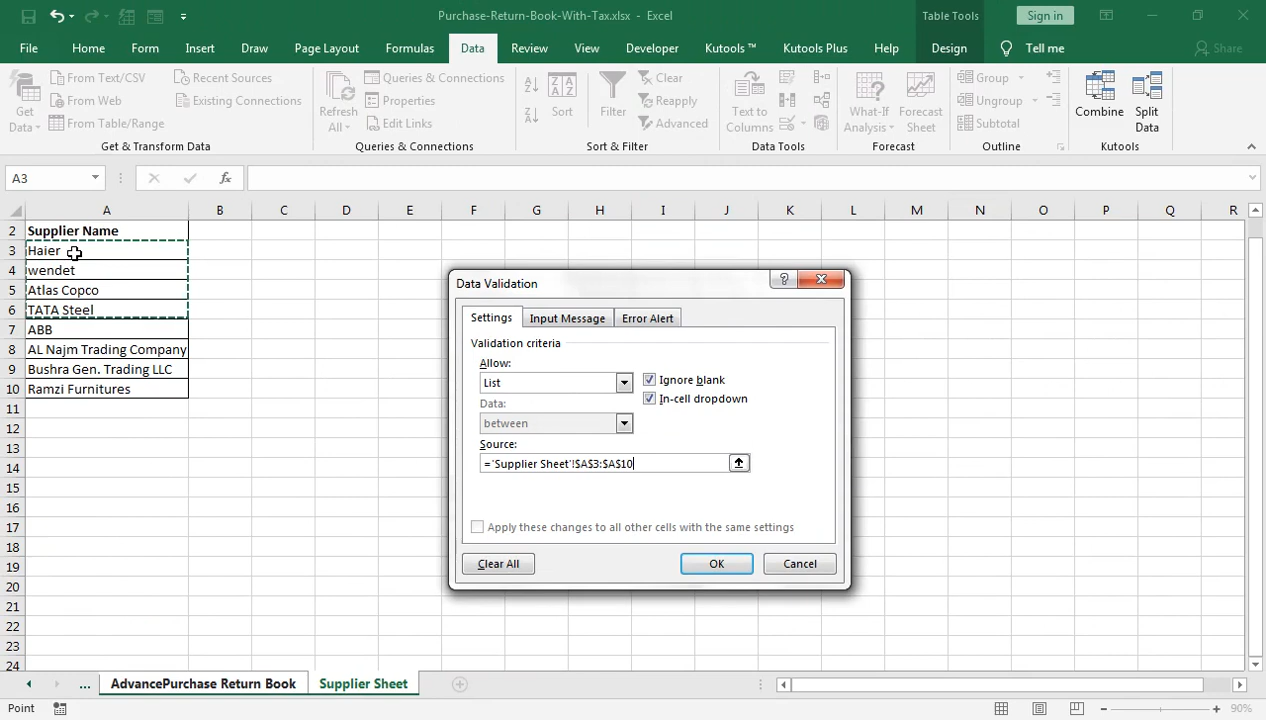 Purchase-Return-Book-With-Tax.xlsx - Excel
Table Tools
Sign in
File Home Form Insert Draw Page Layout Formulas Data Review View Developer Kutools ™ Kutools Plus Help Design Tell me Share
Get Data
From Text/CSV
From Web
From Table/Range
Recent Sources
Existing Connections
Get & Transform Data
Refresh All
Queries & Connections
Properties
Edit Links
Queries & Connections
Sort
Filter
Clear
Reapply
Advanced
Sort & Filter
Text to Columns
Data Tools
What-If Analysis
Forecast Sheet
Forecast
Group
Ungroup
Subtotal
Outline
Combine
Split Data
Kutools
A3
fx
A B C D E F G H I J K L M N O P Q R
2 Supplier Name
3 Haier
4 wendet
5 Atlas Copco
6 TATA Steel
7 ABB
8 AL Najm Trading Company
9 Bushra Gen. Trading LLC
10 Ramzi Furnitures
11
12
13
14
15
16
17
18
19
20
21
22
23
24
Data Validation
?
Settings Input Message Error Alert
Validation criteria
Allow:
List
Ignore blank
In-cell dropdown
Data:
between
Source:
='Supplier Sheet'!$A$3:$A$10
Apply these changes to all other cells with the same settings
Clear All OK Cancel
... AdvancePurchase Return Book Supplier Sheet
Point
90%